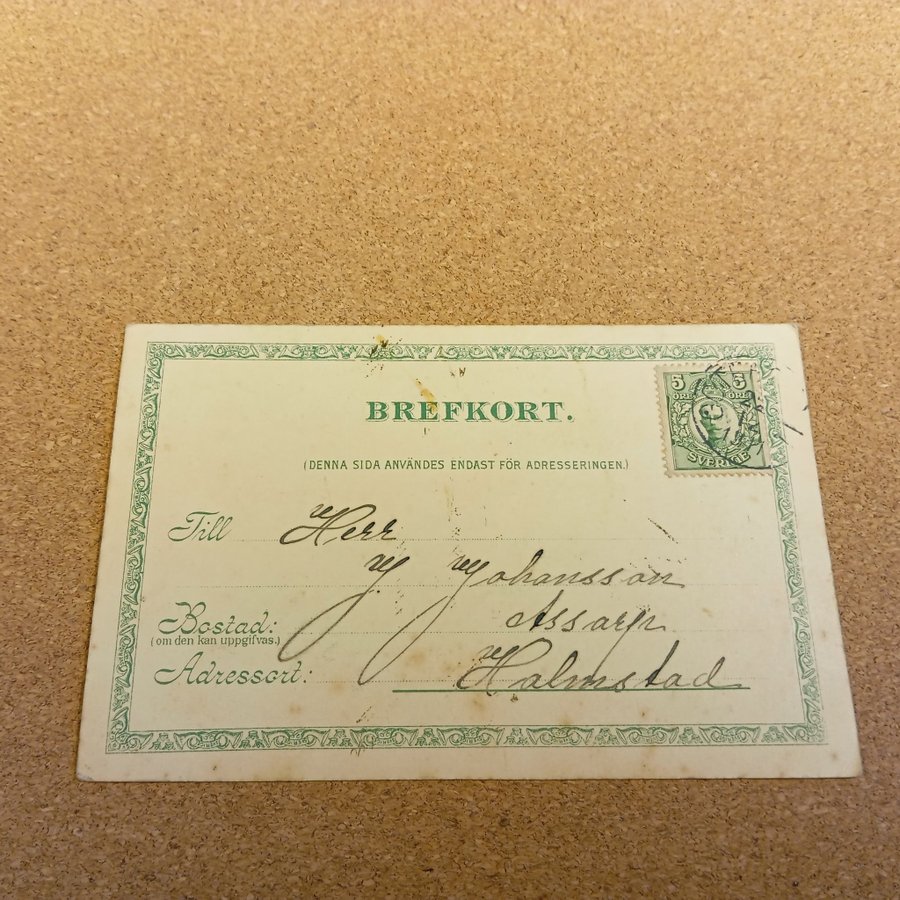 BREFKORT.
5 5
ÖRE ÖRE
SVERIGE
(DENNA SIDA ANVÄNDES ENDAST FÖR ADRESSERINGEN.)
Till Herr
J. Johansson
Bostad: Assarp
(om den kan uppgifvas.)
Adressort: Halmstad